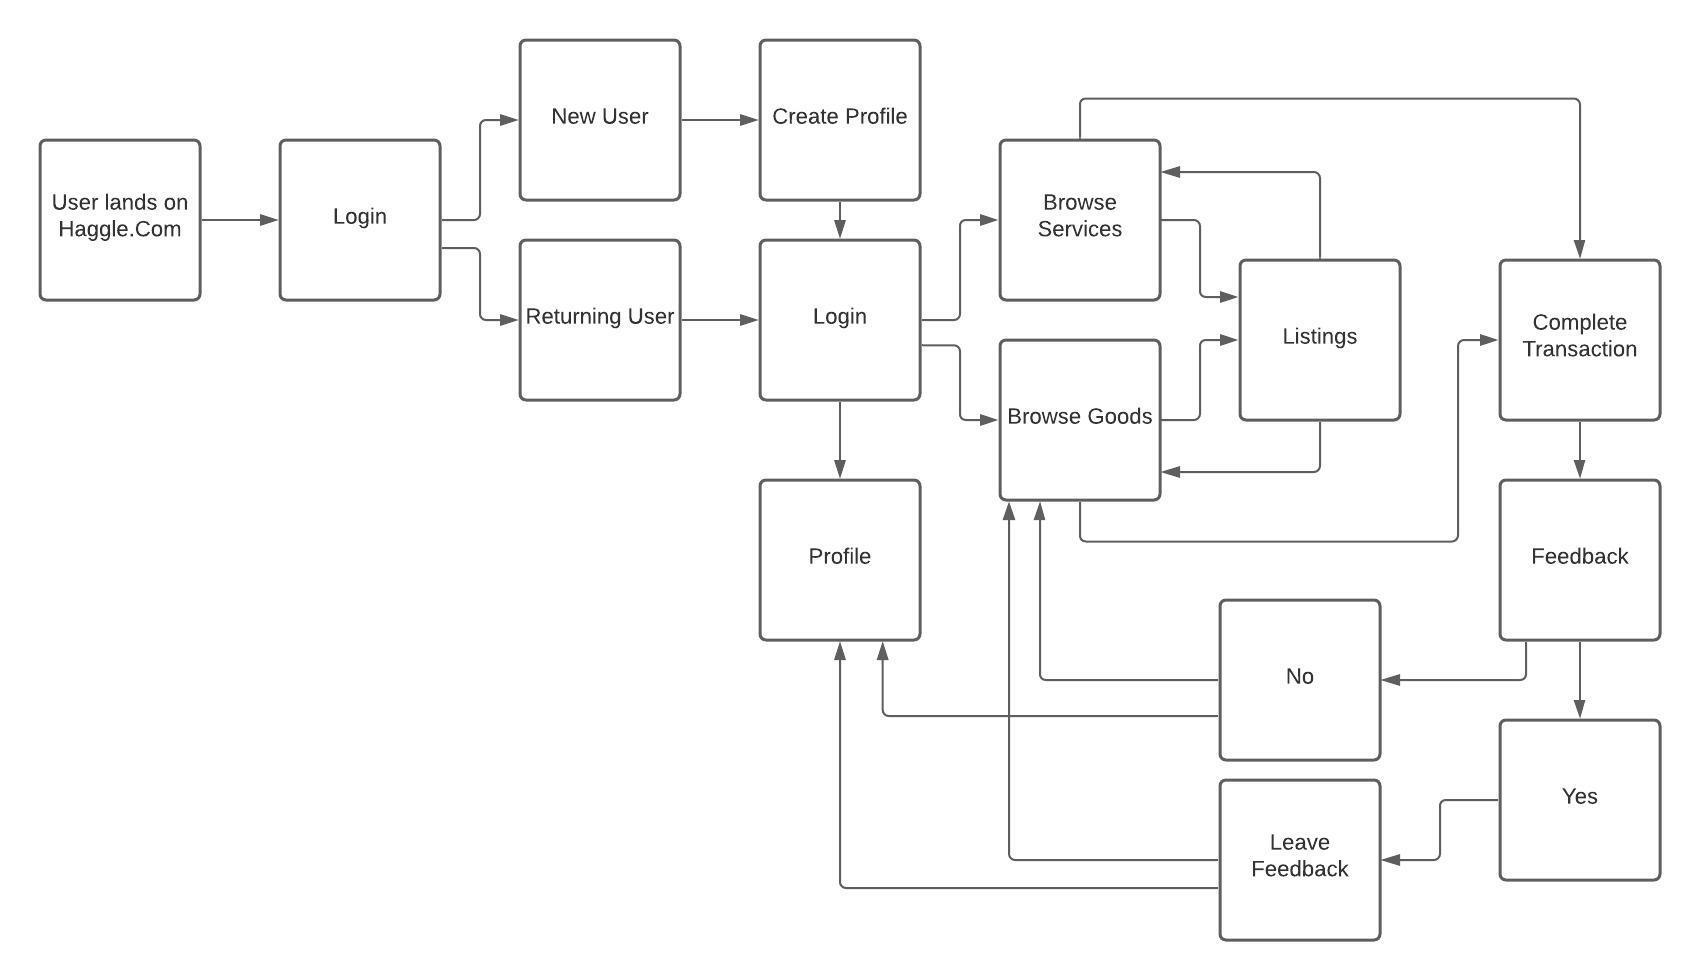 New User
Create Profile
User lands on
Haggle.Com
Login
Browse
Services
Returning User
Login
Listings
Complete
Transaction
Browse Goods
Profile
Feedback
No
Yes
Leave
Feedback